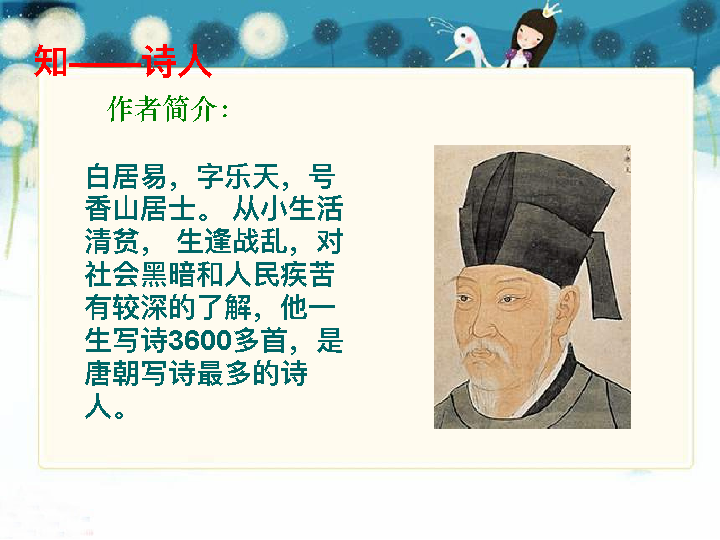 知——诗人
作者简介：
白居易，字乐天，号
香山居士。 从小生活
清贫， 生逢战乱，对
社会黑暗和人民疾苦
有较深的了解，他一
生写诗3600多首，是
唐朝写诗最多的诗
人。